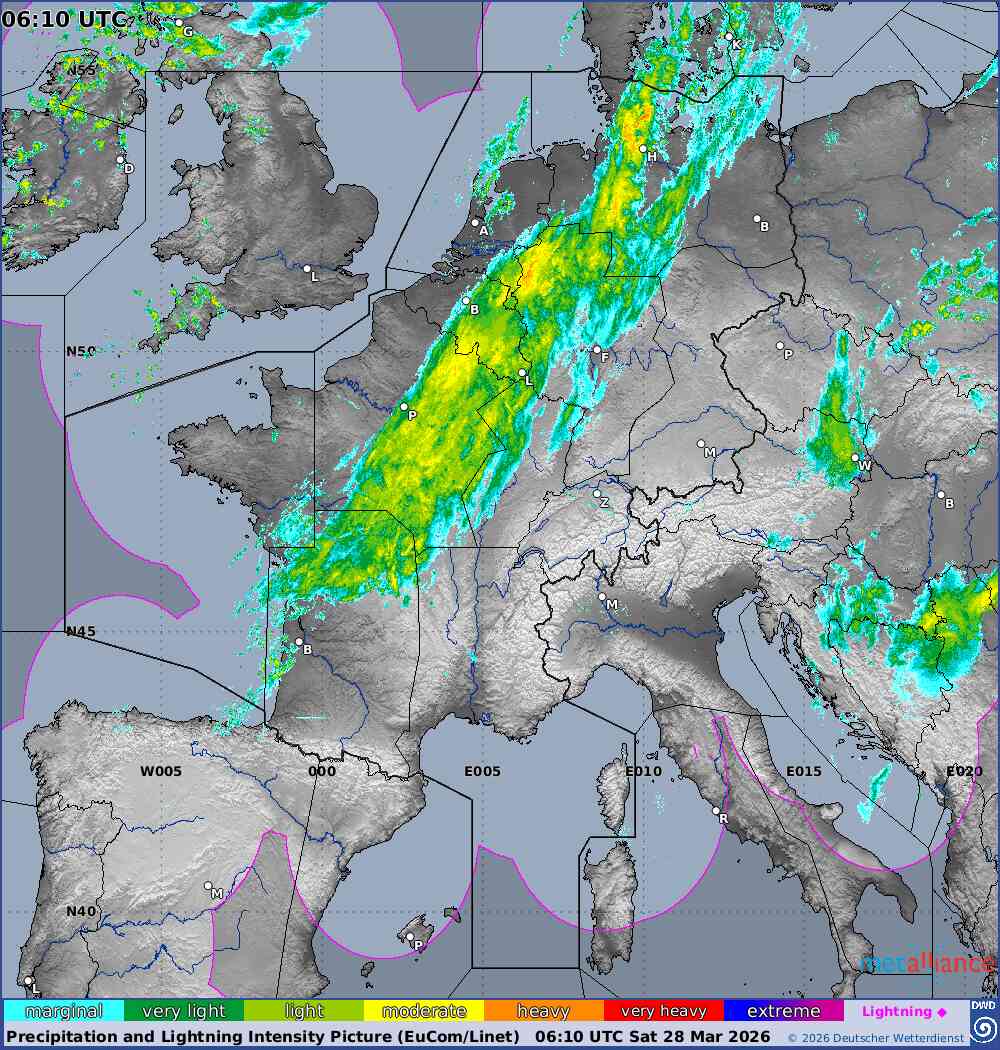 06:10 UTC
G
K
N55
D
H
A
B
L
B
N50
P
F
L
P
M
W
Z
B
M
N45
B
W005
000
E005
E010
E015
E020
R
M
N40
P
metalliance
L
marginal very light light moderate heavy very heavy extreme Lightning ◆
DWD
Precipitation and Lightning Intensity Picture (EuCom/Linet) 06:10 UTC Sat 28 Mar 2026 © 2026 Deutscher Wetterdienst